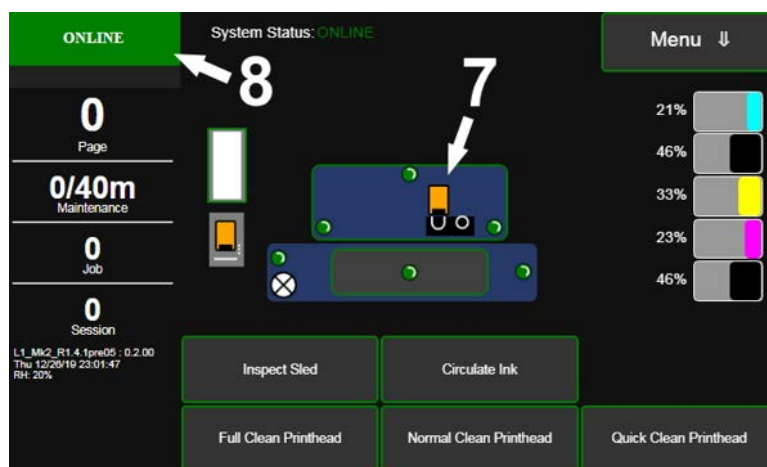 ONLINE
System Status: ONLINE
Menu ⇓
8
7
0
Page
0/40m
Maintenance
0
Job
0
Session
L1_Mk2_R1.4.1pre05 : 0.2.00
Thu 12/26/19 23:01:47
RH: 20%
21%
46%
33%
23%
46%
Inspect Sled
Circulate Ink
Full Clean Printhead
Normal Clean Printhead
Quick Clean Printhead